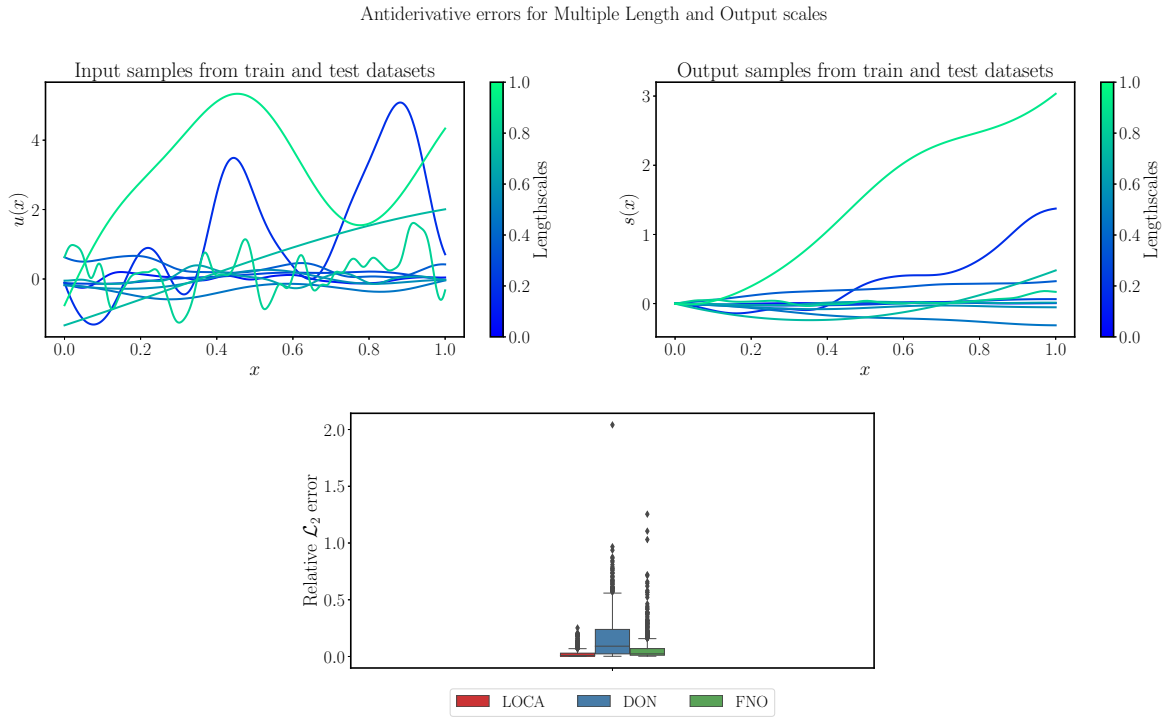 Antiderivative errors for Multiple Length and Output scales
Input samples from train and test datasets
u(x)
4
2
0
0.0 0.2 0.4 0.6 0.8 1.0
x
1.0
0.8
0.6
0.4
0.2
0.0
Lengthscales
Output samples from train and test datasets
s(x)
3
2
1
0
0.0 0.2 0.4 0.6 0.8 1.0
x
1.0
0.8
0.6
0.4
0.2
0.0
Lengthscales
Relative 𝓛₂ error
2.0
1.5
1.0
0.5
0.0
LOCA DON FNO